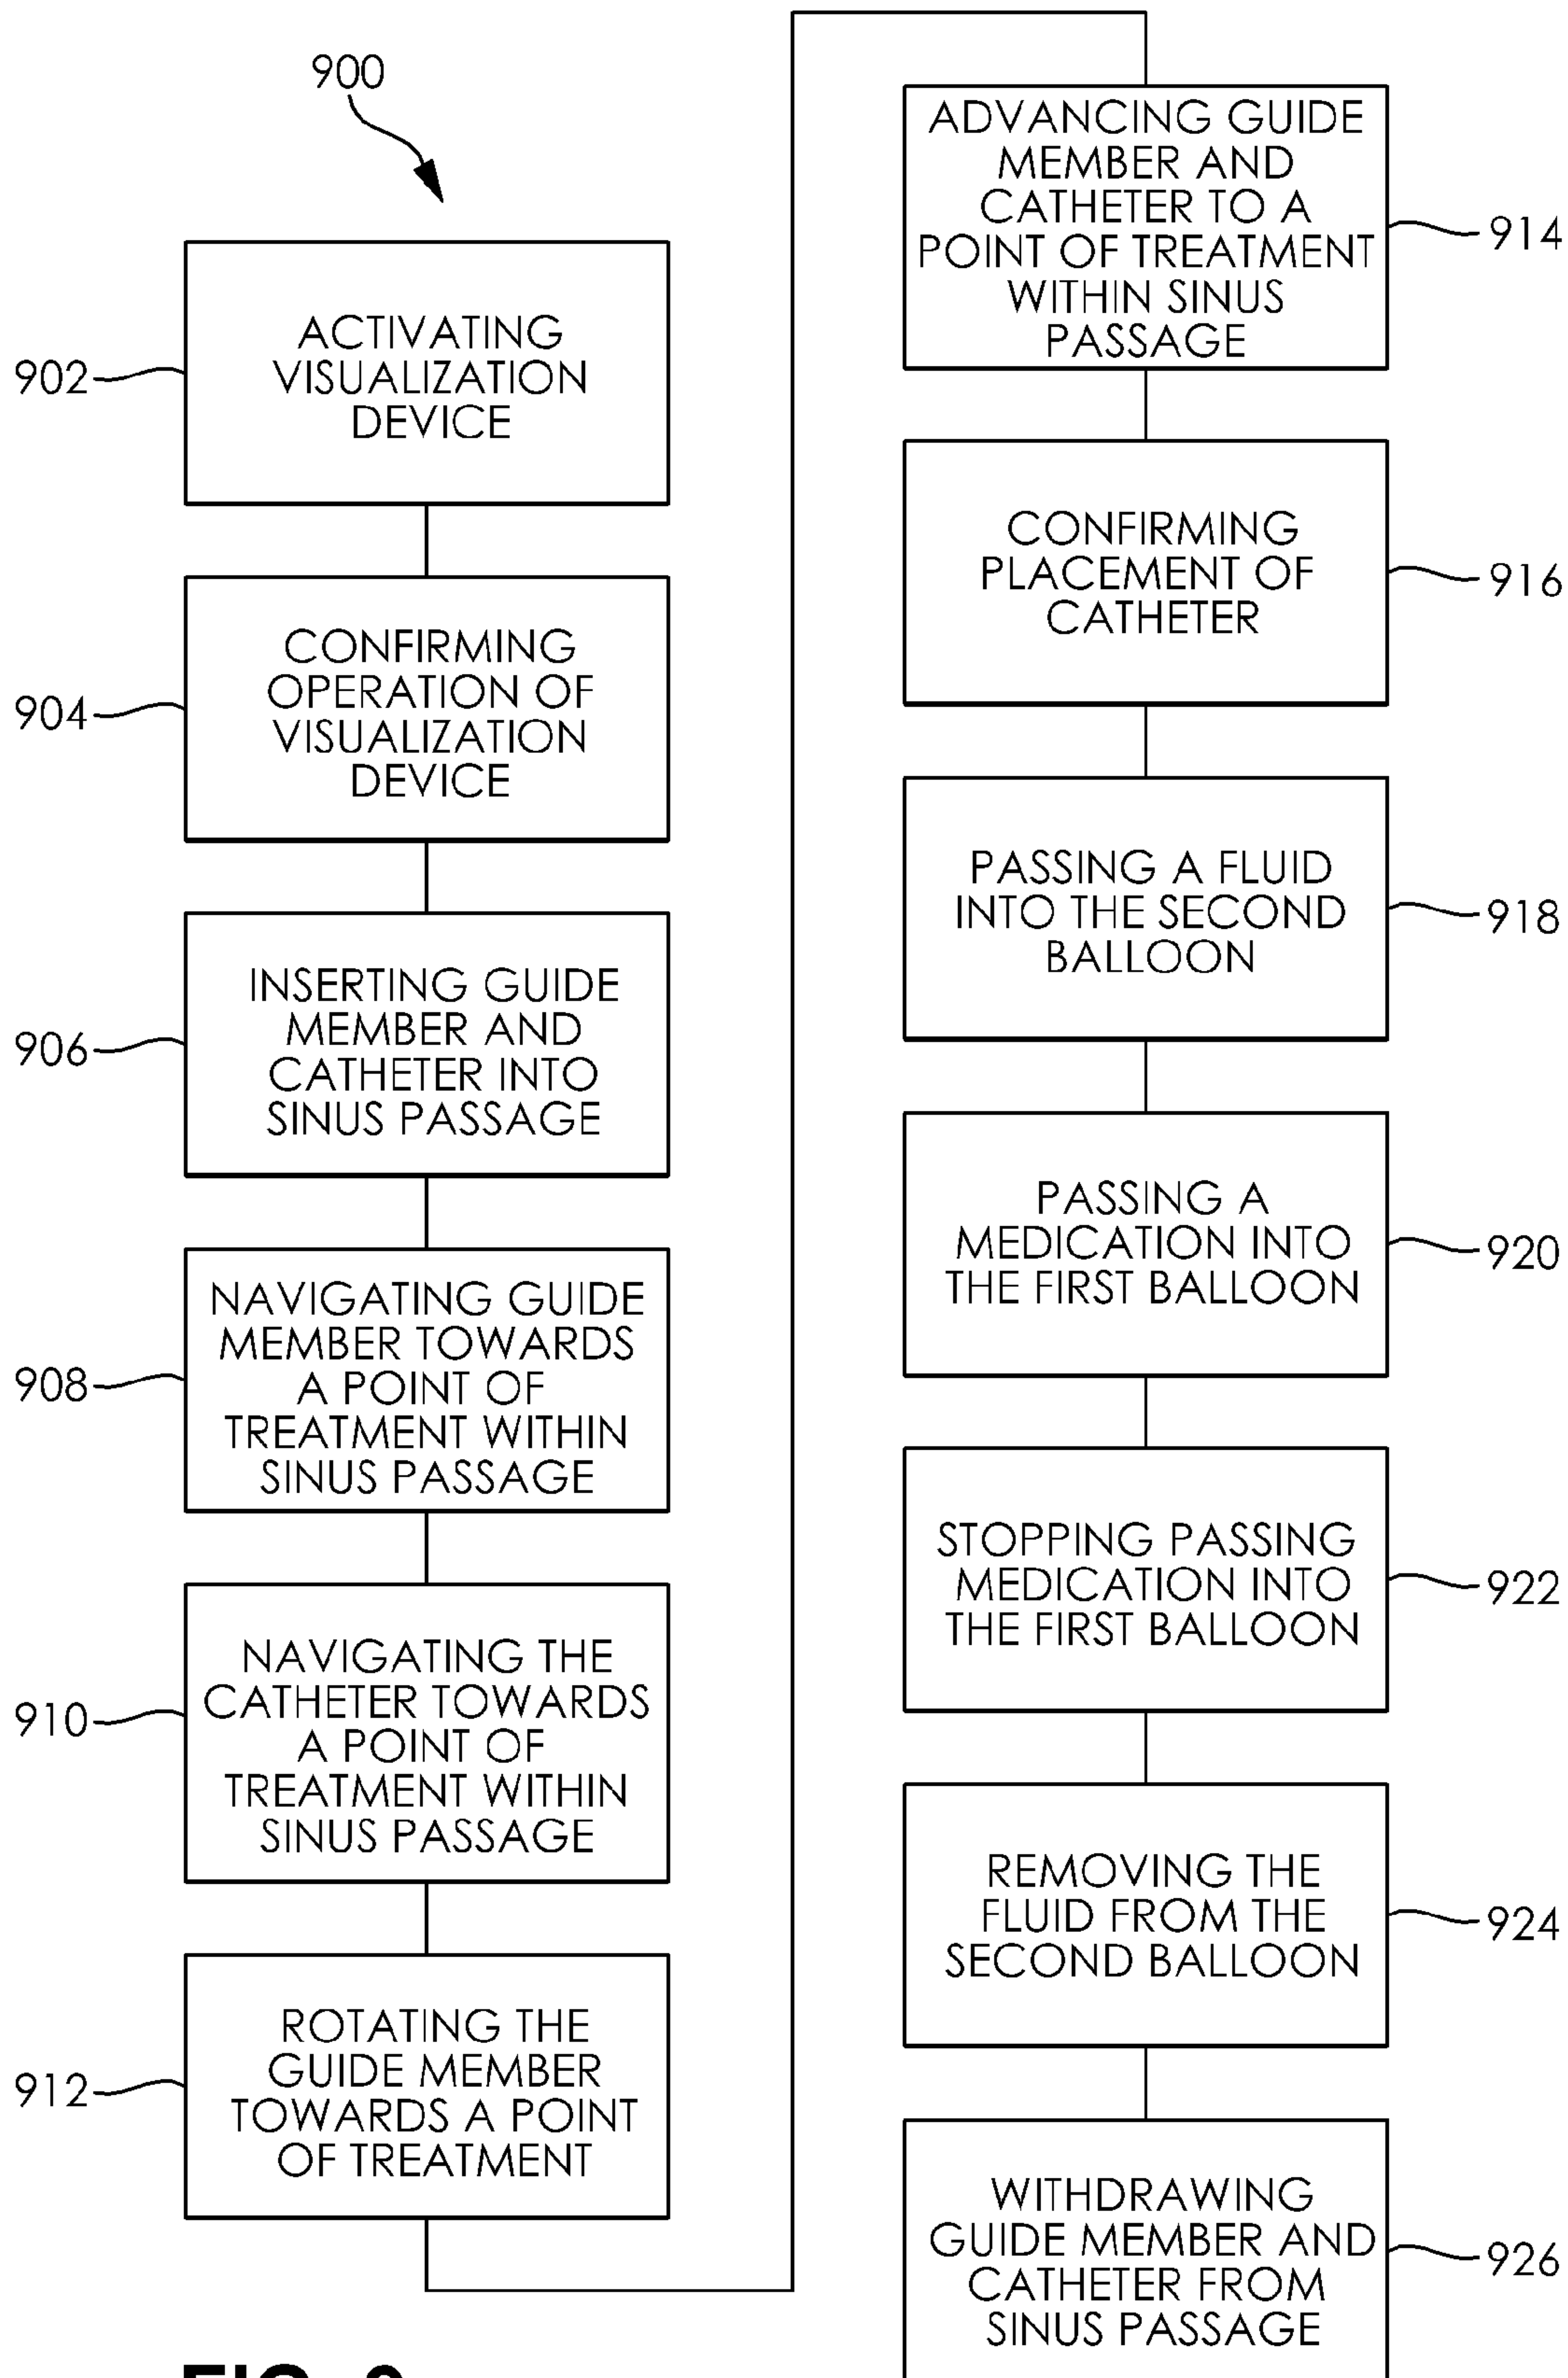 900
902
ACTIVATING
VISUALIZATION
DEVICE
904
CONFIRMING
OPERATION OF
VISUALIZATION
DEVICE
906
INSERTING GUIDE
MEMBER AND
CATHETER INTO
SINUS PASSAGE
908
NAVIGATING GUIDE
MEMBER TOWARDS
A POINT OF
TREATMENT WITHIN
SINUS PASSAGE
910
NAVIGATING THE
CATHETER TOWARDS
A POINT OF
TREATMENT WITHIN
SINUS PASSAGE
912
ROTATING THE
GUIDE MEMBER
TOWARDS A POINT
OF TREATMENT
ADVANCING GUIDE
MEMBER AND
CATHETER TO A
POINT OF TREATMENT
WITHIN SINUS
PASSAGE
914
CONFIRMING
PLACEMENT OF
CATHETER
916
PASSING A FLUID
INTO THE SECOND
BALLOON
918
PASSING A
MEDICATION INTO
THE FIRST BALLOON
920
STOPPING PASSING
MEDICATION INTO
THE FIRST BALLOON
922
REMOVING THE
FLUID FROM THE
SECOND BALLOON
924
WITHDRAWING
GUIDE MEMBER AND
CATHETER FROM
SINUS PASSAGE
926
FIG.